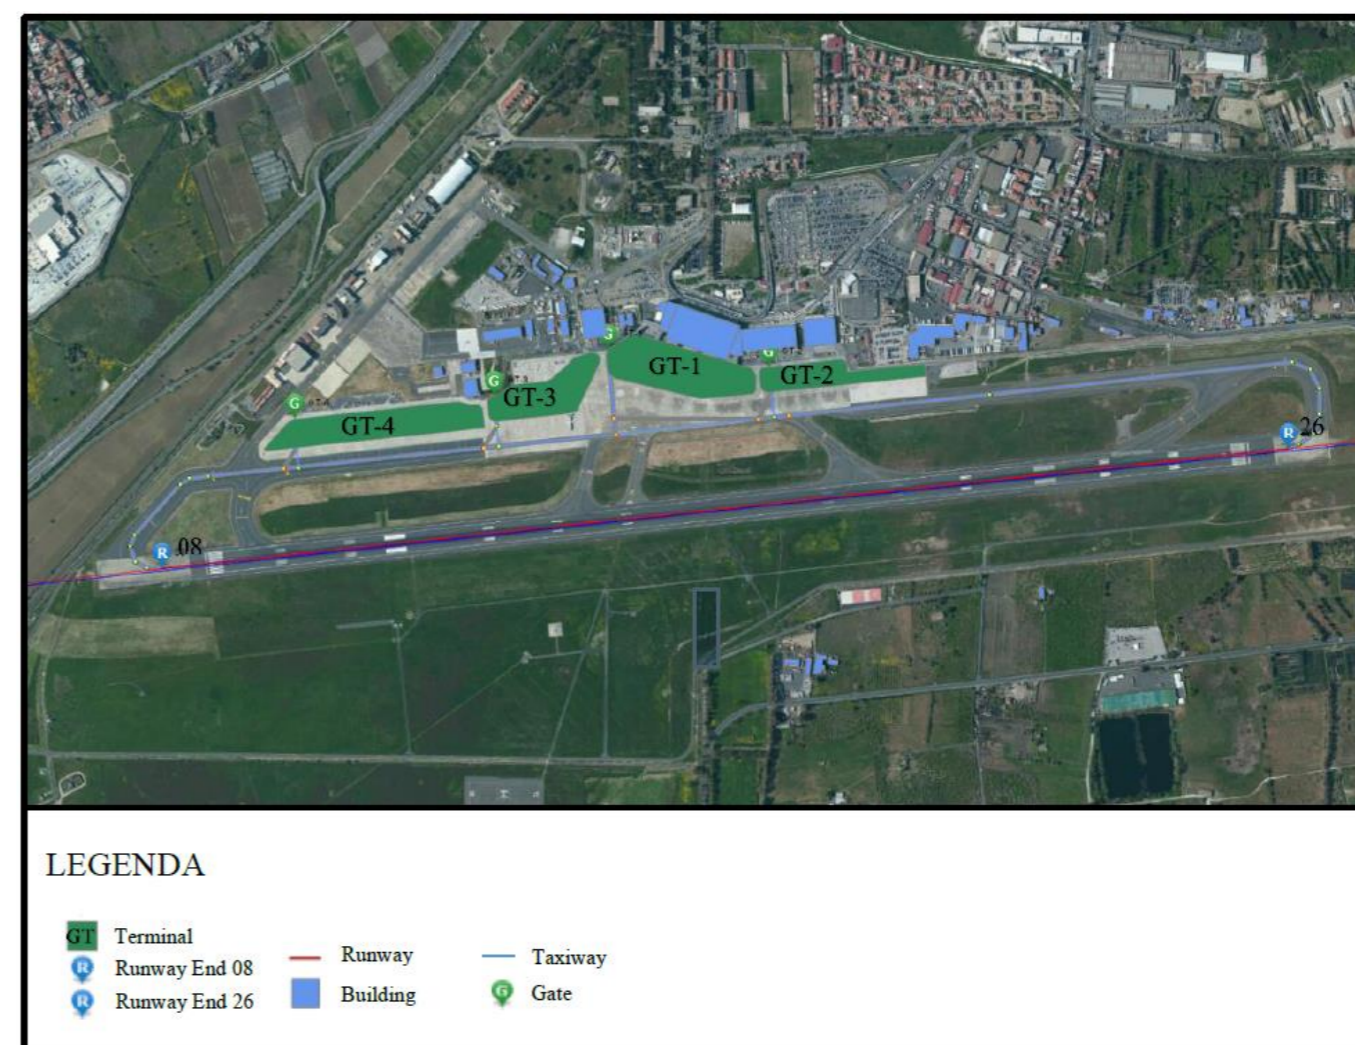 G
GT-1
G
GT-2
G
GT-3
G
GT-4
R 26
R 08
LEGENDA
GT Terminal
R Runway End 08
R Runway End 26
Runway
Building
Taxiway
G Gate